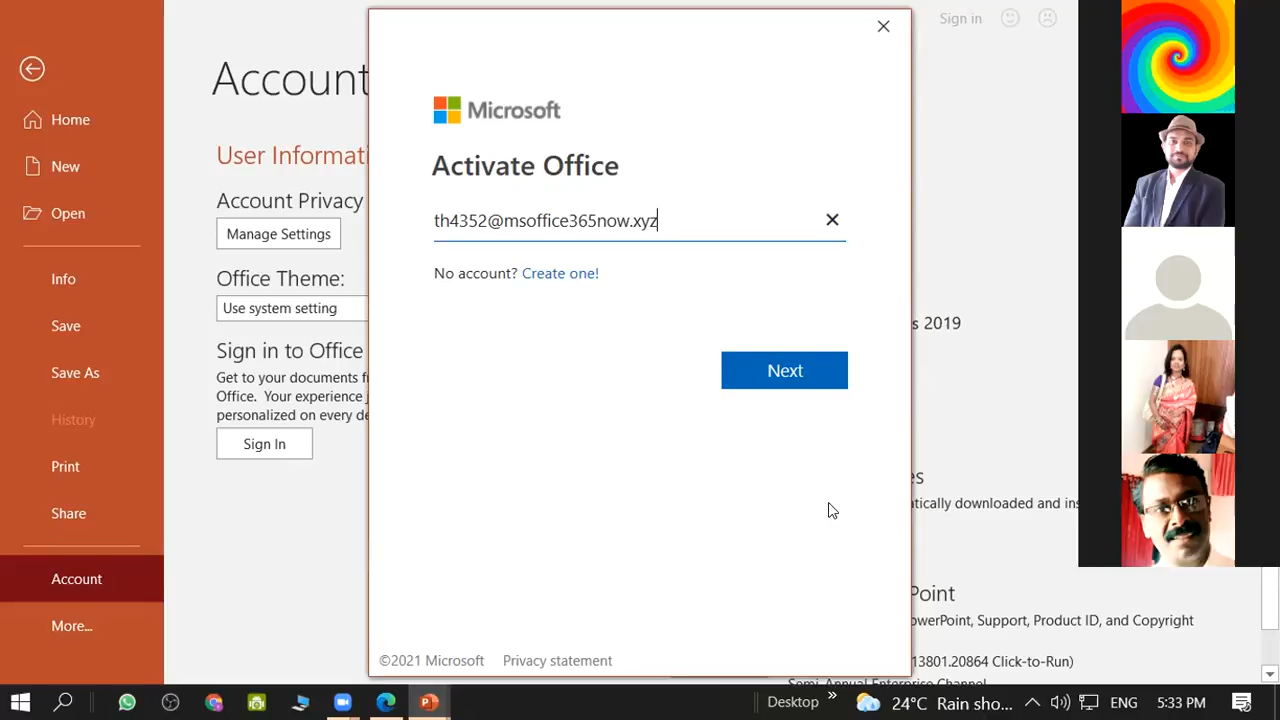 Sign in
Account
Home
New
Open
Info
Save
Save As
History
Print
Share
Account
More...
User Informati
Account Privacy
Manage Settings
Office Theme:
Use system setting
Sign in to Office
Get to your documents f
Office. Your experience
personalized on every de
Sign In
Microsoft
Activate Office
th4352@msoffice365now.xyz
No account? Create one!
Next
©2021 Microsoft Privacy statement
s 2019
es
atically downloaded and ins
Point
owerPoint, Support, Product ID, and Copyright
13801.20864 Click-to-Run)
Semi-Annual Enterprise Channel
Desktop
24°C Rain sho...
ENG
5:33 PM